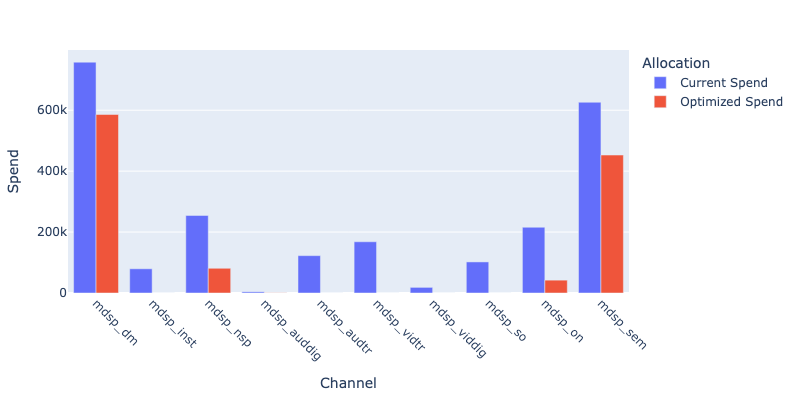 Allocation
Current Spend
Optimized Spend
Spend
600k
400k
200k
0
mdsp_dm
mdsp_inst
mdsp_nsp
mdsp_auddig
mdsp_audtr
mdsp_vidtr
mdsp_viddig
mdsp_so
mdsp_on
mdsp_sem
Channel